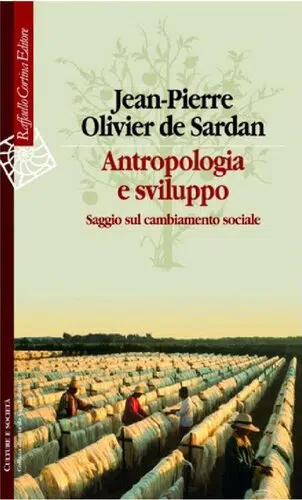 Raffaello Cortina Editore
Jean-Pierre
Olivier de Sardan
Antropologia
e sviluppo
Saggio sul cambiamento sociale
CULTURE E SOCIETÀ